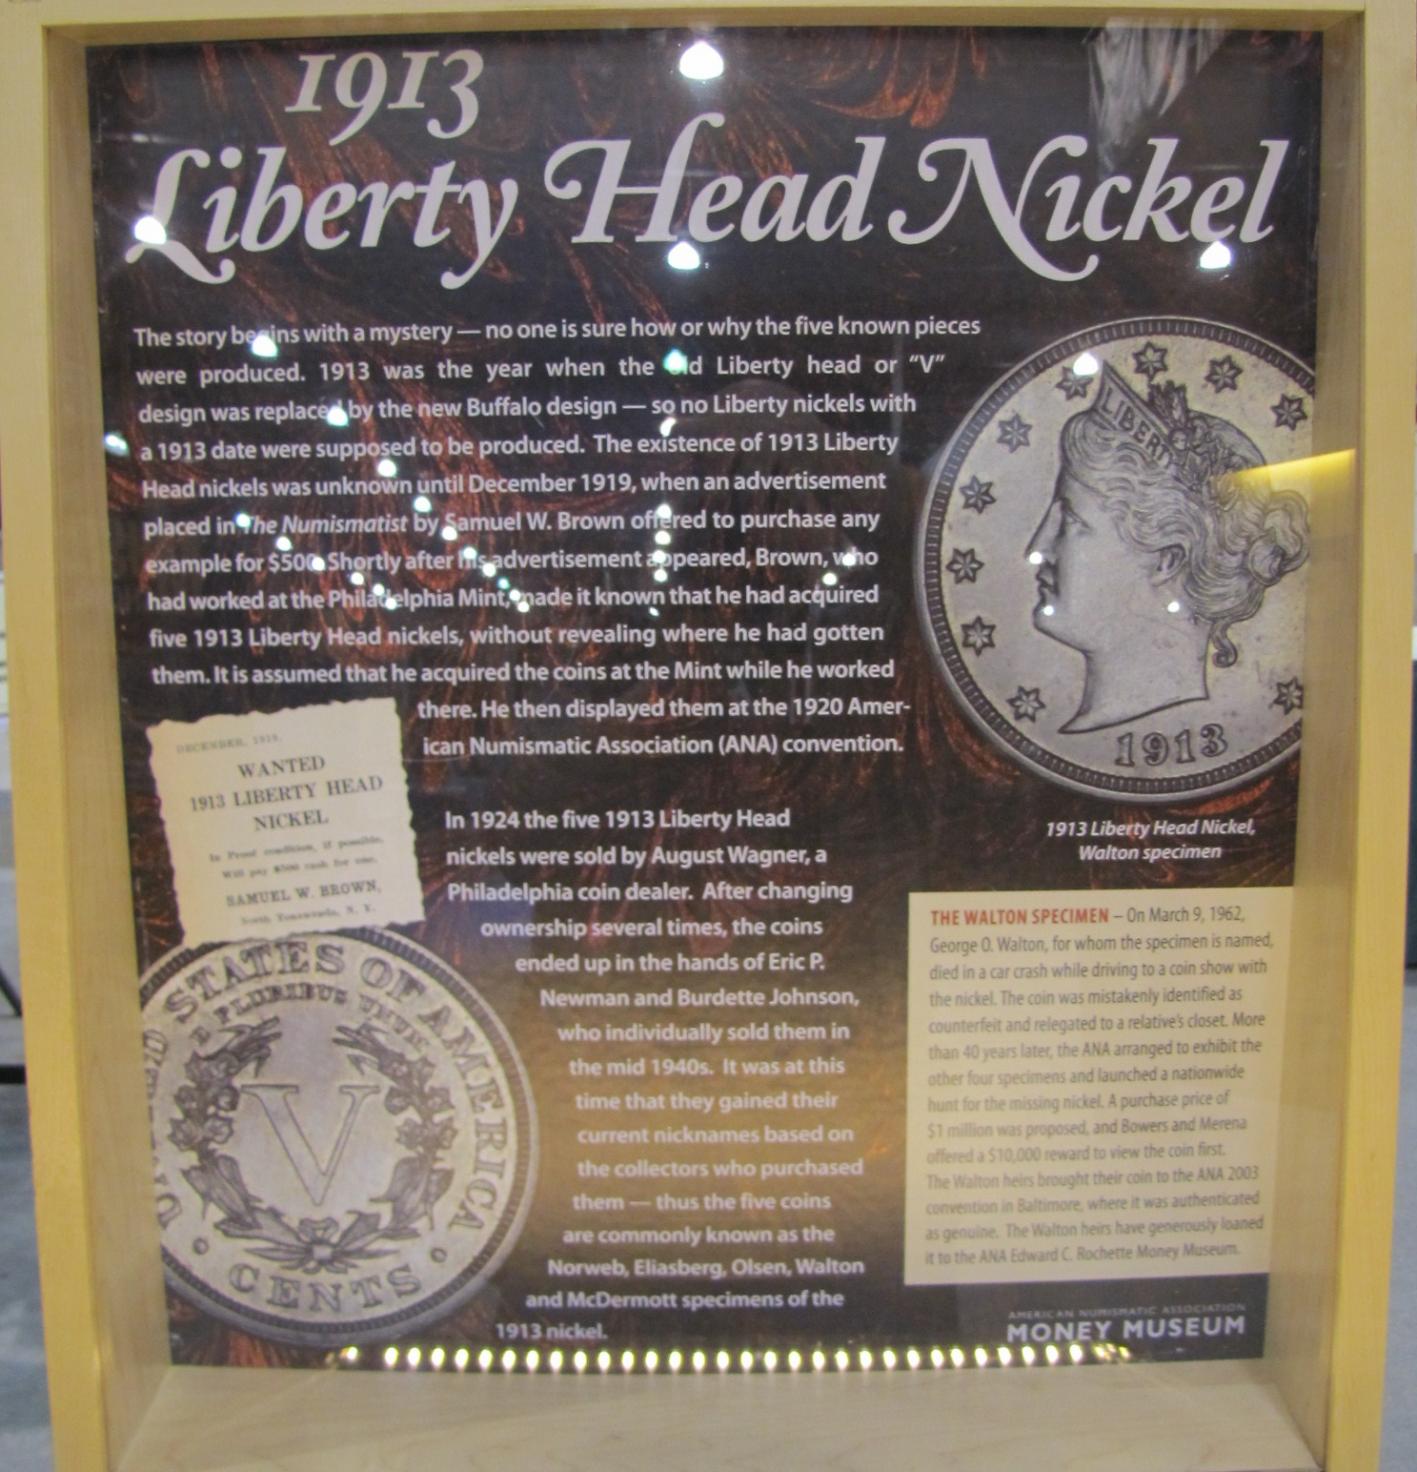 1913
Liberty Head Nickel
The story begins with a mystery — no one is sure how or why the five known pieces
were produced. 1913 was the year when the old Liberty head or “V”
design was replaced by the new Buffalo design — so no Liberty nickels with
a 1913 date were supposed to be produced. The existence of 1913 Liberty
Head nickels was unknown until December 1919, when an advertisement
placed in The Numismatist by Samuel W. Brown offered to purchase any
example for $500. Shortly after his advertisement appeared, Brown, who
had worked at the Philadelphia Mint, made it known that he had acquired
five 1913 Liberty Head nickels, without revealing where he had gotten
them. It is assumed that he acquired the coins at the Mint while he worked
there. He then displayed them at the 1920 Amer-
ican Numismatic Association (ANA) convention.
LIBERTY
1913
1913 Liberty Head Nickel,
Walton specimen
DECEMBER, 1919.
WANTED
1913 LIBERTY HEAD
NICKEL
In Proof condition, if possible.
Will pay $500 cash for one.
SAMUEL W. BROWN,
North Tonawanda, N. Y.
In 1924 the five 1913 Liberty Head
nickels were sold by August Wagner, a
Philadelphia coin dealer. After changing
ownership several times, the coins
ended up in the hands of Eric P.
Newman and Burdette Johnson,
who individually sold them in
the mid 1940s. It was at this
time that they gained their
current nicknames based on
the collectors who purchased
them — thus the five coins
are commonly known as the
Norweb, Eliasberg, Olsen, Walton
and McDermott specimens of the
1913 nickel.
UNITED STATES OF AMERICA
E PLURIBUS UNUM
V
CENTS
THE WALTON SPECIMEN – On March 9, 1962,
George O. Walton, for whom the specimen is named,
died in a car crash while driving to a coin show with
the nickel. The coin was mistakenly identified as
counterfeit and relegated to a relative’s closet. More
than 40 years later, the ANA arranged to exhibit the
other four specimens and launched a nationwide
hunt for the missing nickel. A purchase price of
$1 million was proposed, and Bowers and Merena
offered a $10,000 reward to view the coin first.
The Walton heirs brought their coin to the ANA 2003
convention in Baltimore, where it was authenticated
as genuine. The Walton heirs have generously loaned
it to the ANA Edward C. Rochette Money Museum.
AMERICAN NUMISMATIC ASSOCIATION
MONEY MUSEUM